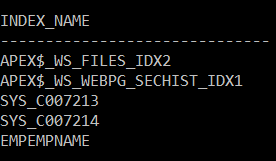 INDEX_NAME
------------------------------
APEX$_WS_FILES_IDX2
APEX$_WS_WEBPG_SECHIST_IDX1
SYS_C007213
SYS_C007214
EMPEMPNAME